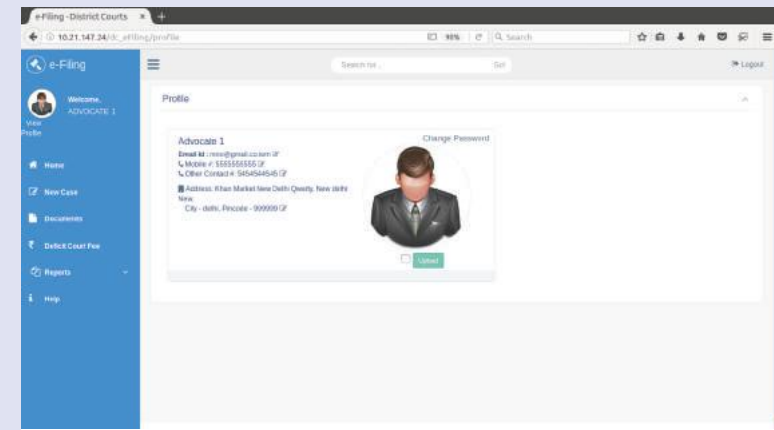 e-Filing - District Courts
10.21.147.24/dc_efiling/profile
90%
Search
e-Filing
Search for...
Go!
Logout
Welcome,
ADVOCATE 1
View
Profile
Home
New Case
Documents
Deficit Court Fee
Reports
Help
Profile
Advocate 1
Change Password
Mobile #: 5555555555
Other Contact #: 5454544545
Address: Khan Market New Delhi Qwerty, New delhi
New
City - delhi, Pincode - 999999
Upload